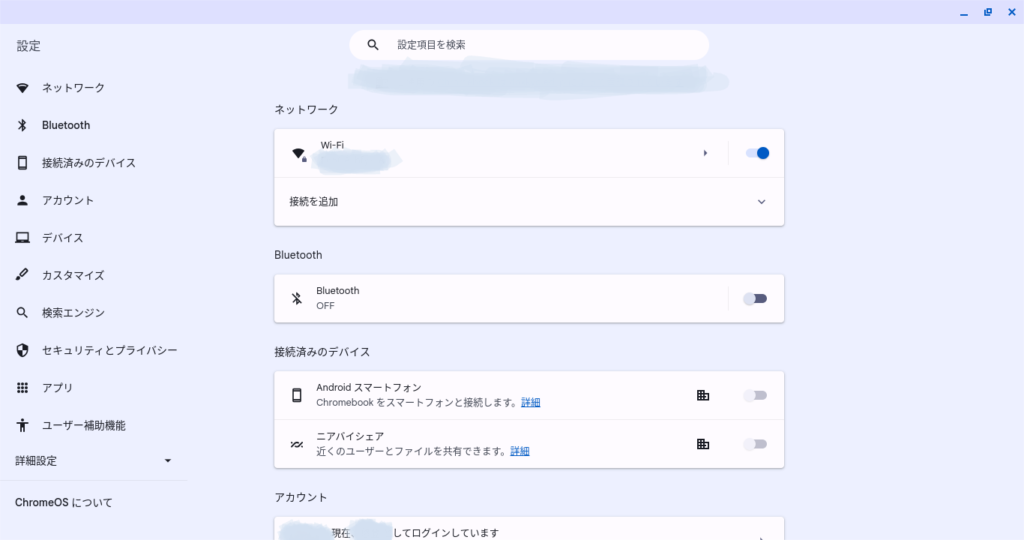 設定
設定項目を検索
ネットワーク
Bluetooth
接続済みのデバイス
アカウント
デバイス
カスタマイズ
検索エンジン
セキュリティとプライバシー
アプリ
ユーザー補助機能
詳細設定
ChromeOS について
ネットワーク
Wi-Fi
接続を追加
Bluetooth
Bluetooth
OFF
接続済みのデバイス
Android スマートフォン
Chromebook をスマートフォンと接続します。詳細
ニアバイシェア
近くのユーザーとファイルを共有できます。詳細
アカウント
現在 してログインしています